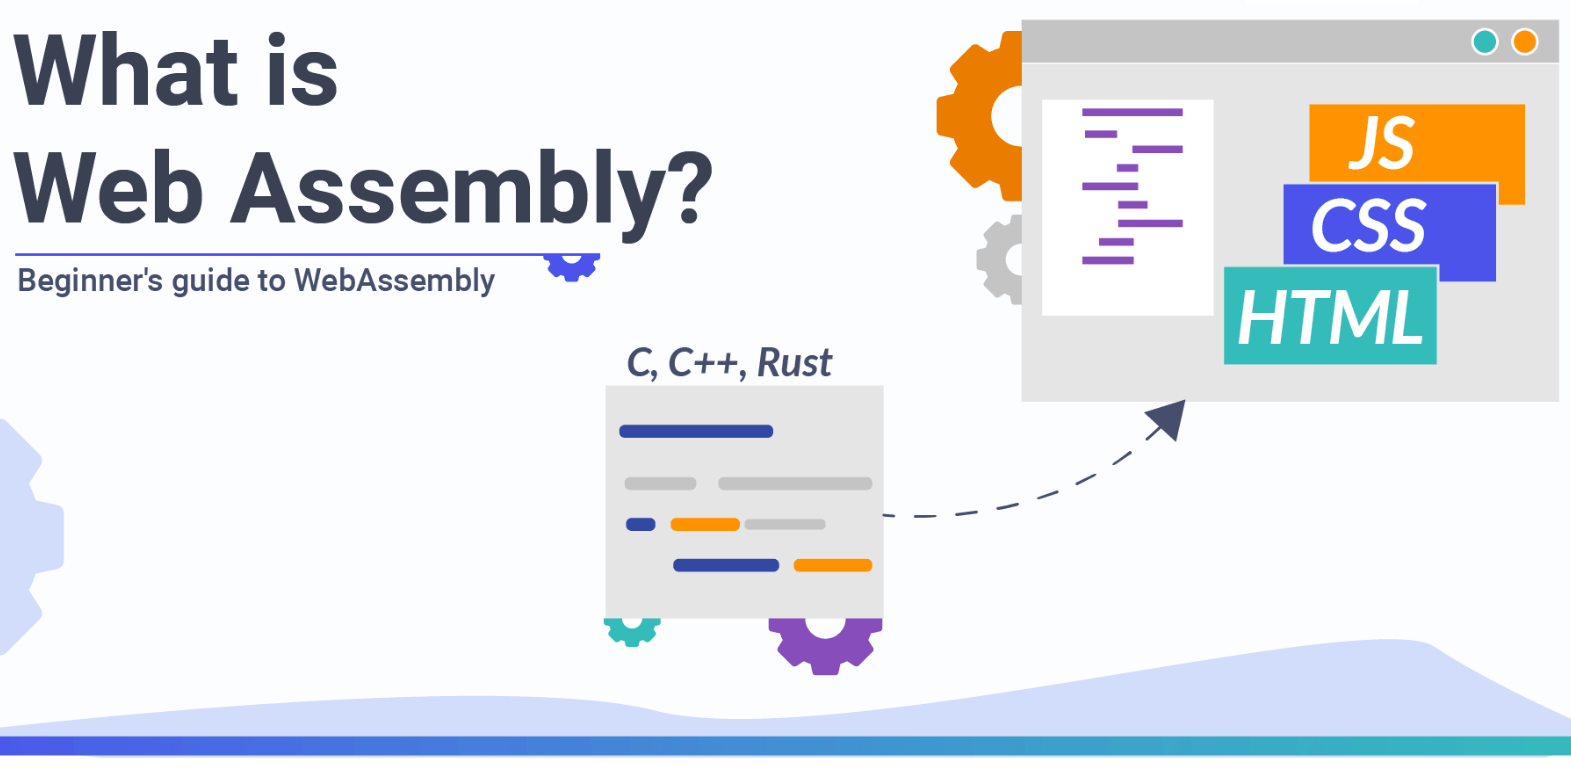 What is
Web Assembly?
Beginner's guide to WebAssembly
JS
CSS
HTML
C, C++, Rust